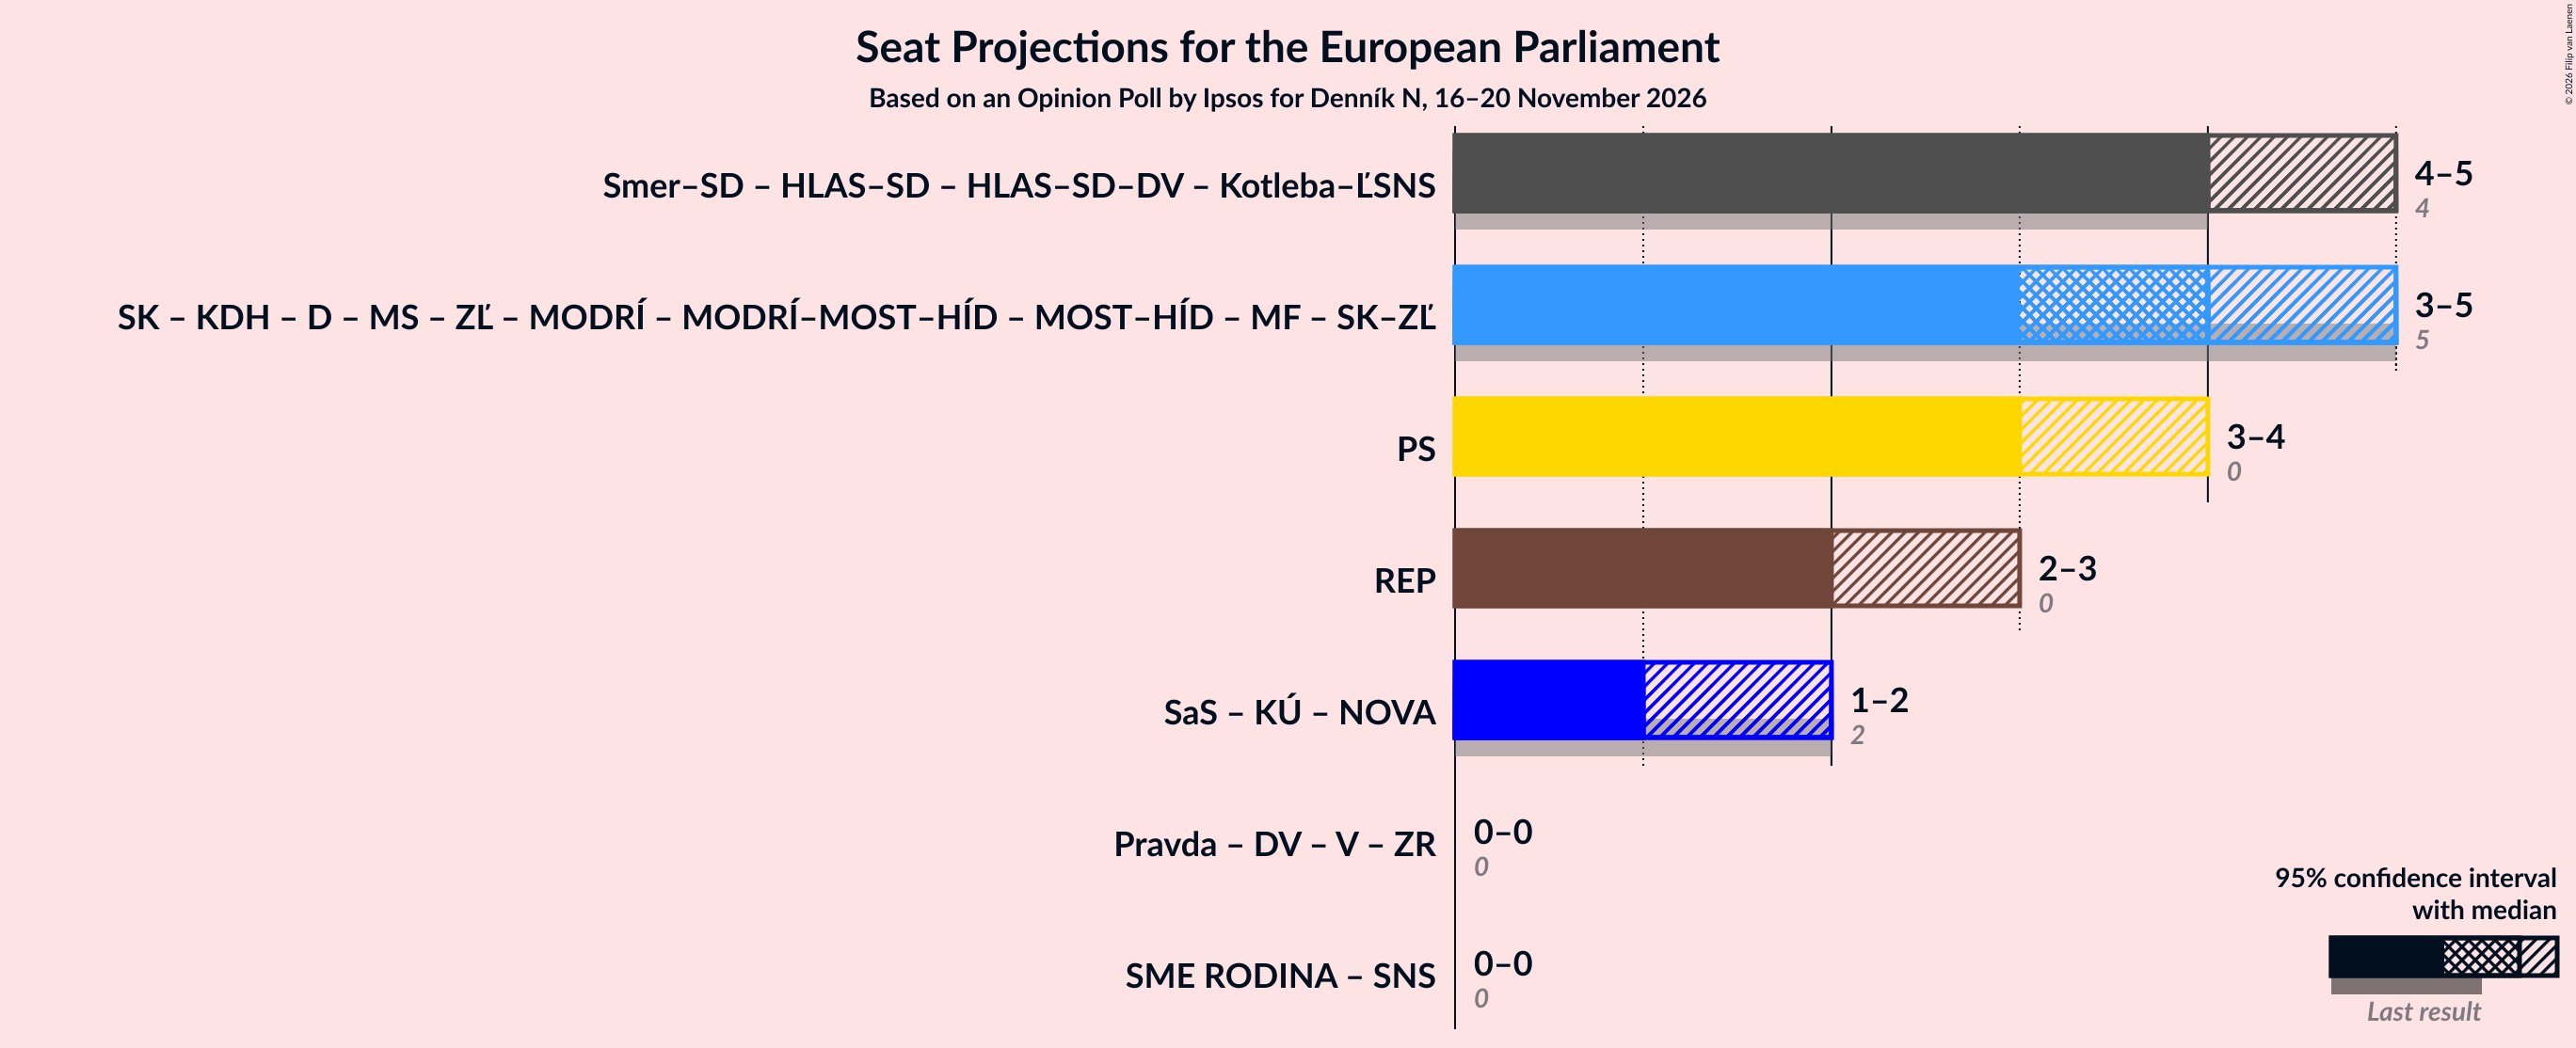 Seat Projections for the European Parliament
Based on an Opinion Poll by Ipsos for Denník N, 16–20 November 2026
© 2026 Filip van Laenen
Smer–SD – HLAS–SD – HLAS–SD–DV – Kotleba–ĽSNS
4–5
4
SK – KDH – D – MS – ZĽ – MODRÍ – MODRÍ–MOST–HÍD – MOST–HÍD – MF – SK–ZĽ
3–5
5
PS
3–4
0
REP
2–3
0
SaS – KÚ – NOVA
1–2
2
Pravda – DV – V – ZR
0–0
0
SME RODINA – SNS
0–0
0
95% confidence interval
with median
Last result